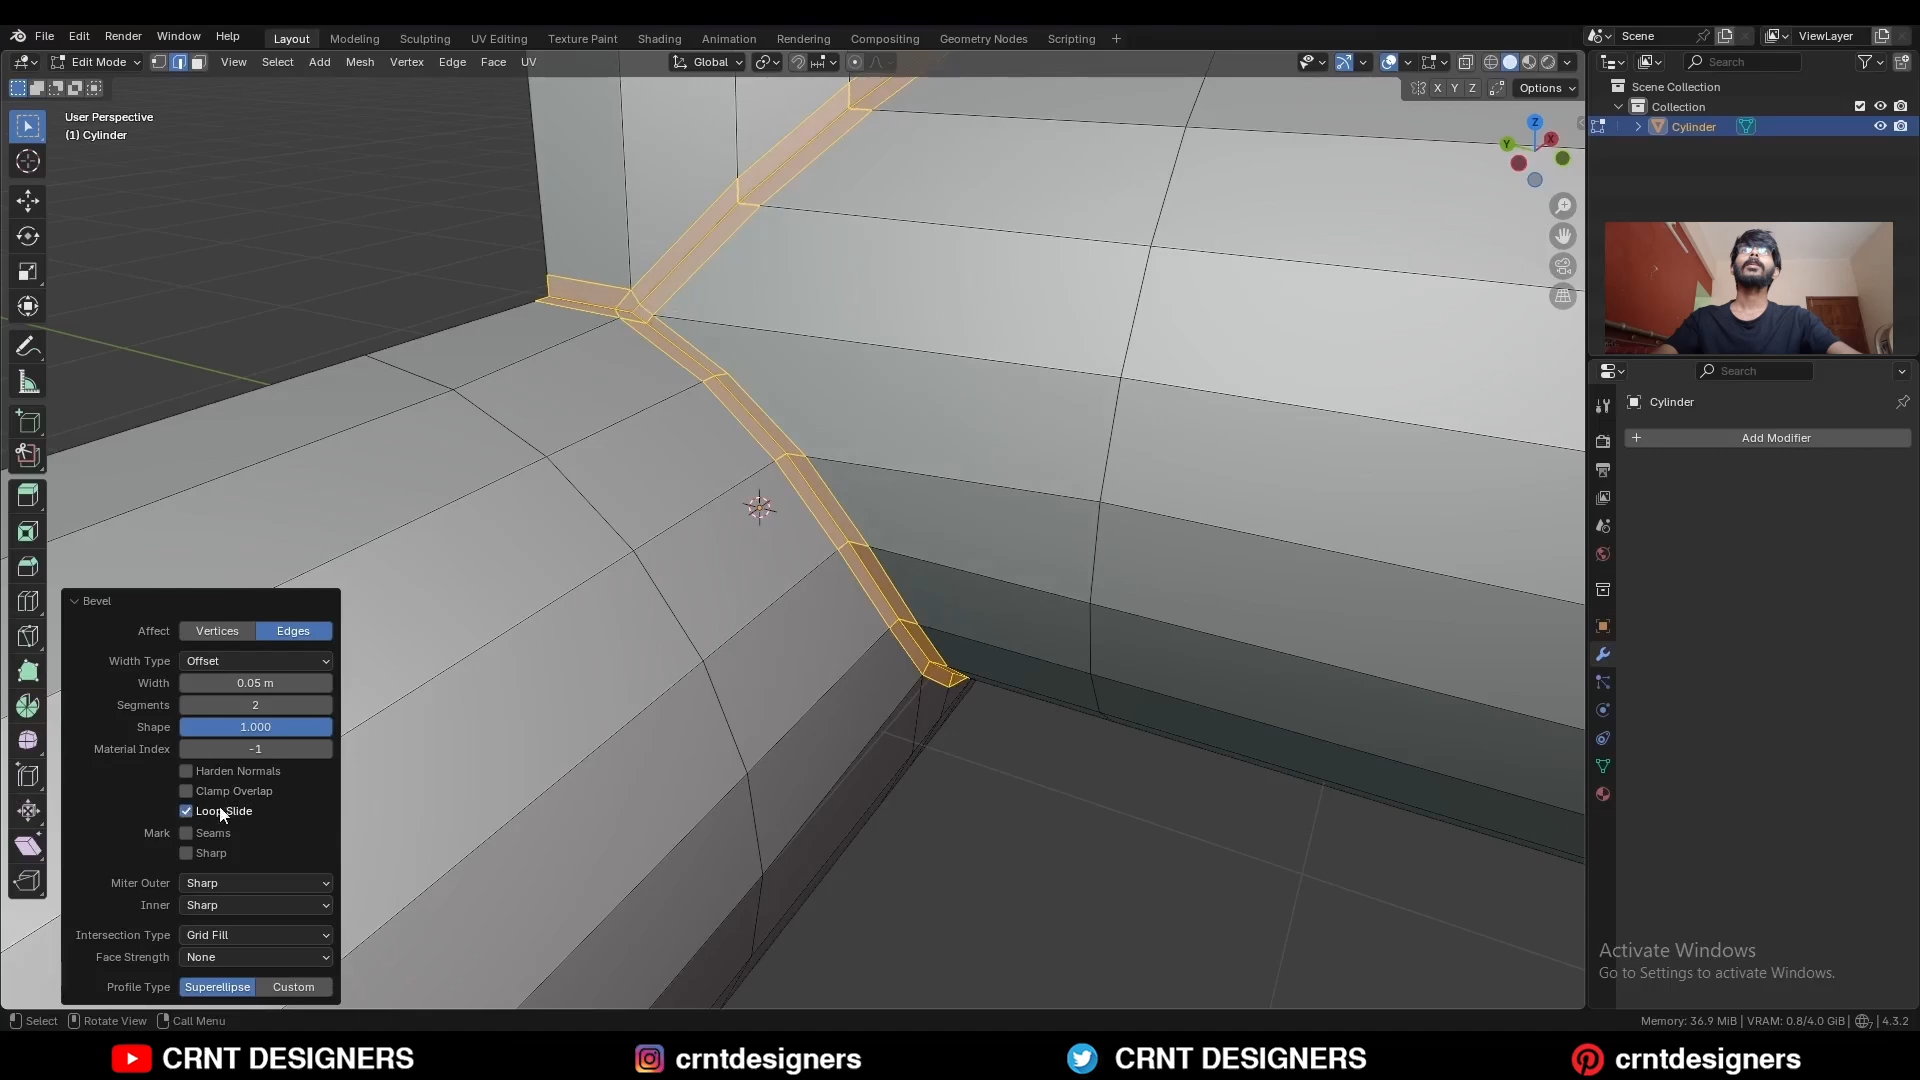 File Edit Render Window Help Layout Modeling Sculpting UV Editing Texture Paint Shading Animation Rendering Compositing Geometry Nodes Scripting + Scene ViewLayer
Edit Mode View Select Add Mesh Vertex Edge Face UV Global Search
X Y Z Options
Scene Collection
Collection
Cylinder
User Perspective
(1) Cylinder
Z
X
Y
Search
Cylinder
Add Modifier
Bevel
Affect Vertices Edges
Width Type Offset
Width 0.05 m
Segments 2
Shape 1.000
Material Index -1
Harden Normals
Clamp Overlap
Loop Slide
Mark Seams
Sharp
Miter Outer Sharp
Inner Sharp
Intersection Type Grid Fill
Face Strength None
Profile Type Superellipse Custom
Activate Windows
Go to Settings to activate Windows.
Select Rotate View Call Menu Memory: 36.9 MiB | VRAM: 0.8/4.0 GiB | 7 | 4.3.2
CRNT DESIGNERS crntdesigners CRNT DESIGNERS crntdesigners